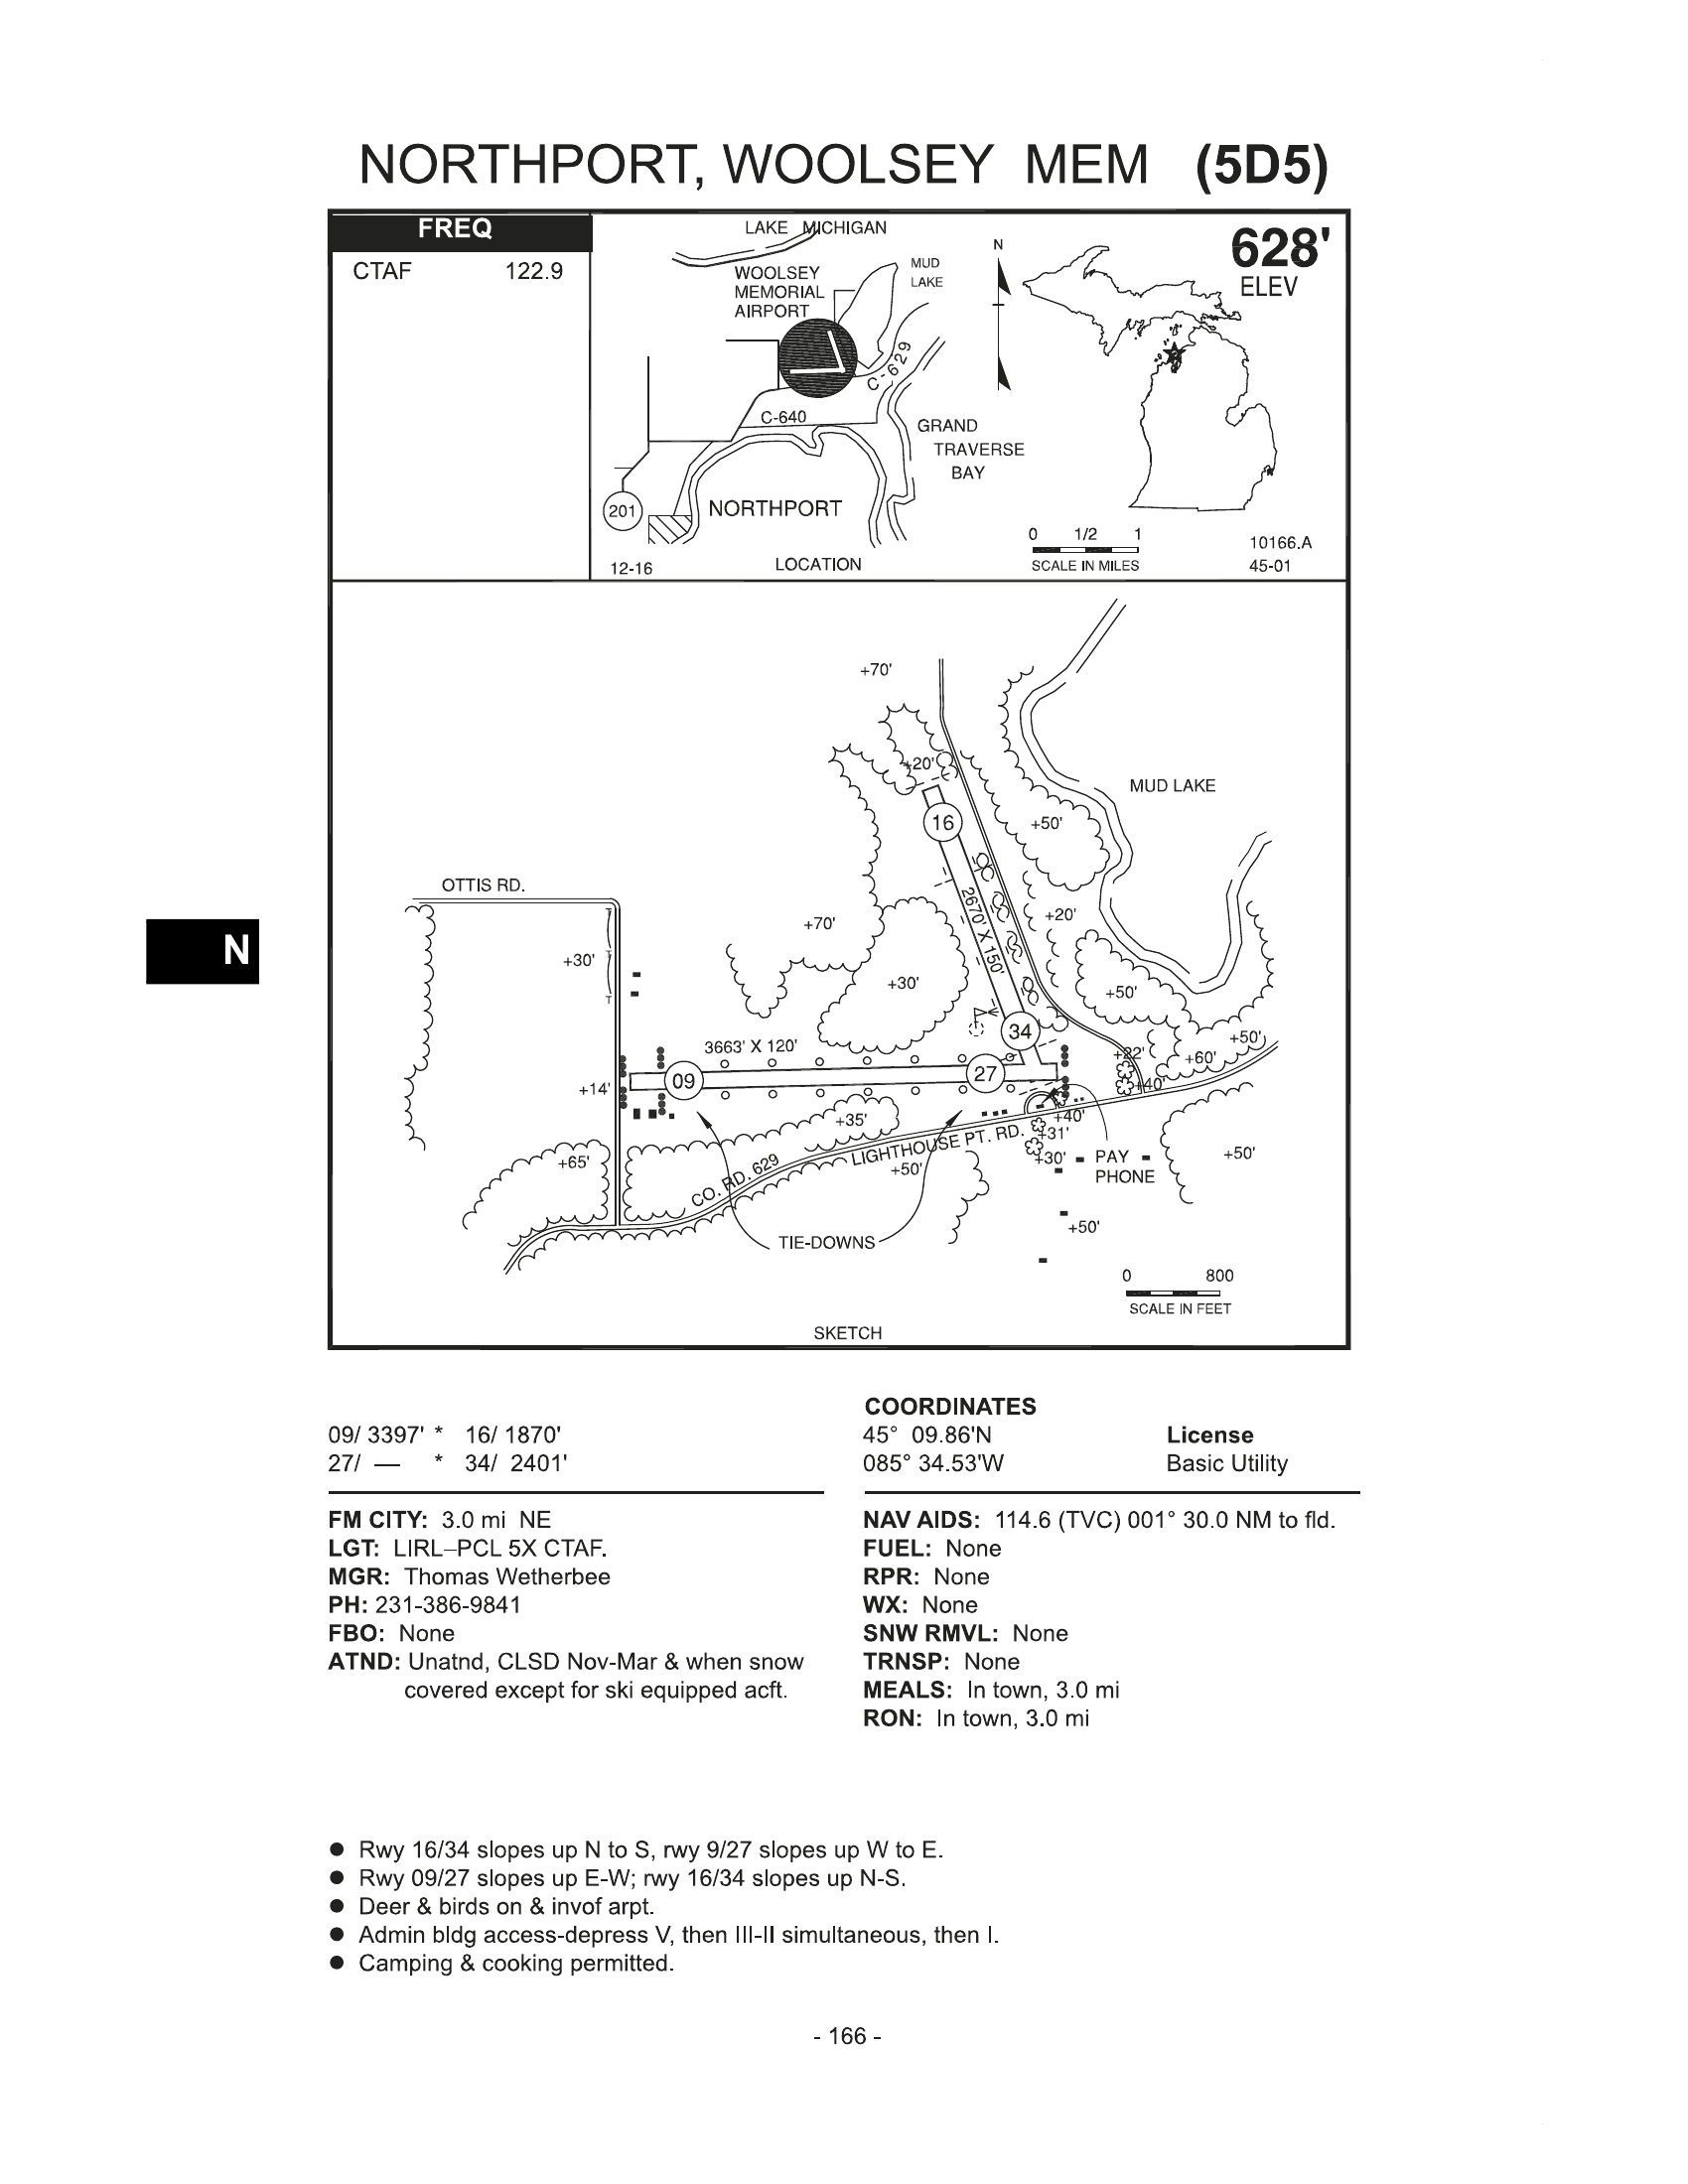 NORTHPORT, WOOLSEY MEM (5D5)
FREQ
CTAF 122.9
LAKE MICHIGAN
WOOLSEY
MEMORIAL
AIRPORT
MUD
LAKE
C-629
C-640
GRAND
TRAVERSE
BAY
201
NORTHPORT
12-16
LOCATION
N
628'
ELEV
0 1/2 1
SCALE IN MILES
10166.A
45-01
+70'
+20'
16
MUD LAKE
+50'
OTTIS RD.
2670' X 150'
+20'
+70'
+30'
+30'
+50'
34
+50'
3663' X 120'
+22'
+60'
09
27
+14'
+40'
+35'
+40'
+31'
LIGHTHOUSE PT. RD.
+65'
+50'
+30'
PAY
PHONE
+50'
CO. RD. 629
+50'
TIE-DOWNS
0 800
SCALE IN FEET
SKETCH
N
09/ 3397' * 16/ 1870'
27/ — * 34/ 2401'
COORDINATES
45° 09.86'N
085° 34.53'W
License
Basic Utility
FM CITY: 3.0 mi NE
LGT: LIRL–PCL 5X CTAF.
MGR: Thomas Wetherbee
PH: 231-386-9841
FBO: None
ATND: Unatnd, CLSD Nov-Mar & when snow
covered except for ski equipped acft.
NAV AIDS: 114.6 (TVC) 001° 30.0 NM to fld.
FUEL: None
RPR: None
WX: None
SNW RMVL: None
TRNSP: None
MEALS: In town, 3.0 mi
RON: In town, 3.0 mi
● Rwy 16/34 slopes up N to S, rwy 9/27 slopes up W to E.
● Rwy 09/27 slopes up E-W; rwy 16/34 slopes up N-S.
● Deer & birds on & invof arpt.
● Admin bldg access-depress V, then III-II simultaneous, then I.
● Camping & cooking permitted.
- 166 -